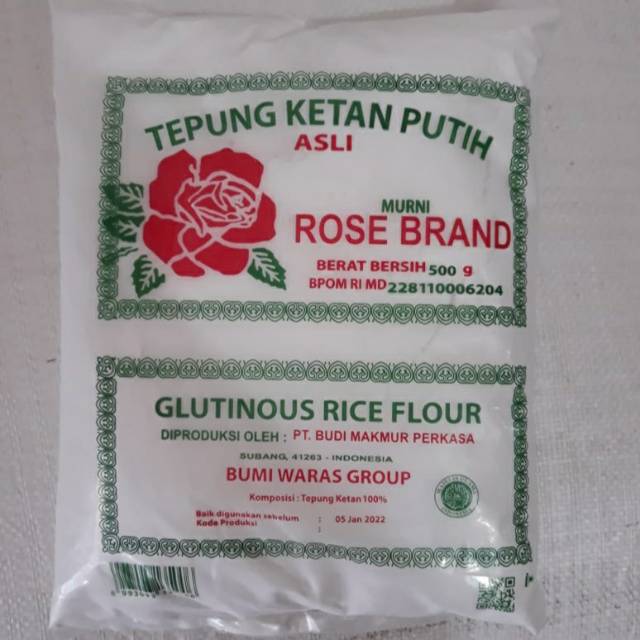 TEPUNG KETAN PUTIH
ASLI
MURNI
ROSE BRAND
BERAT BERSIH 500 g
BPOM RI MD 228110006204
GLUTINOUS RICE FLOUR
DIPRODUKSI OLEH : PT. BUDI MAKMUR PERKASA
SUBANG, 41263 - INDONESIA
BUMI WARAS GROUP
Komposisi : Tepung Ketan 100%
Baik digunakan sebelum : 05 Jan 2022
Kode Produksi :